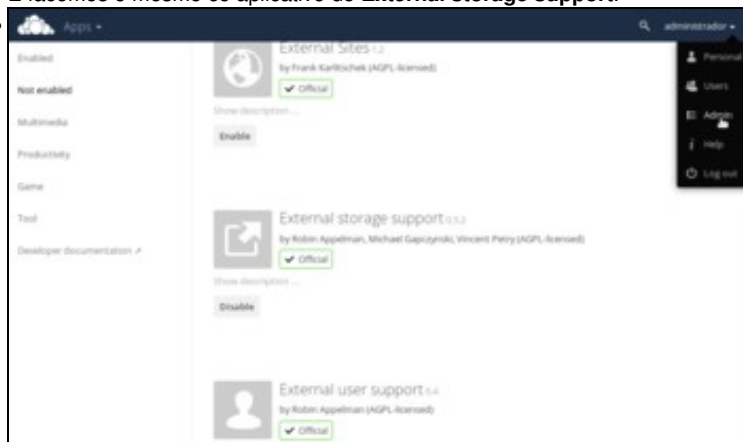 E facemos o mesmo co aplicativo de External storage support.
Apps
administrador
Enabled
Not enabled
Multimedia
Productivity
Game
Tool
Developer documentation
External Sites 1.2
by Frank Karlitschek (AGPL-licensed)
✔ Official
Show description ...
Enable
External storage support
by Robin Appelman, Michael Gapczynski, Vincent Petry (AGPL-licensed)
✔ Official
Show description ...
Disable
External user support
by Robin Appelman (AGPL-licensed)
✔ Official
Personal
Users
Admin
Help
Log out